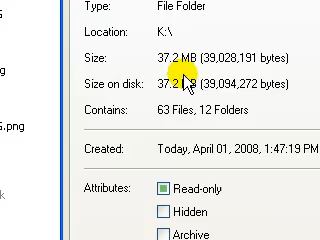 Type: File Folder
Location: K:\
Size: 37.2 MB (39,028,191 bytes)
Size on disk: 37.2 (39,094,272 bytes)
Contains: 63 Files, 12 Folders
Created: Today, April 01, 2008, 1:47:19 PM
Attributes: Read-only
Hidden
Archive
.png